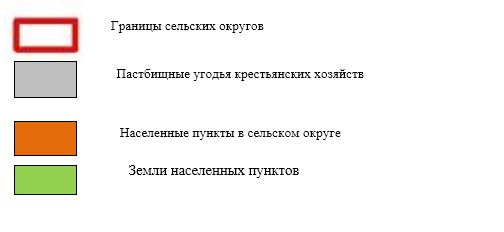 Границы сельских округов
Пастбищные угодья крестьянских хозяйств
Населенные пункты в сельском округе
Земли населенных пунктов